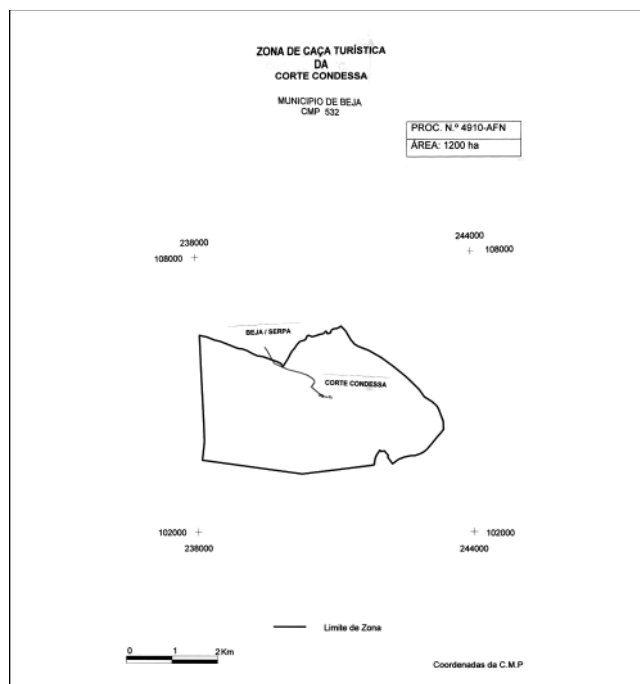 ZONA DE CAÇA TURÍSTICA
DA
CORTE CONDESSA
MUNICIPIO DE BEJA
CMP 532
PROC. N.º 4910-AFN
ÁREA: 1200 ha
238000
108000
244000
108000
BEJA / SERPA
CORTE CONDESSA
102000
238000
102000
244000
Limite de Zona
0 1 2 Km
Coordenadas da C.M.P